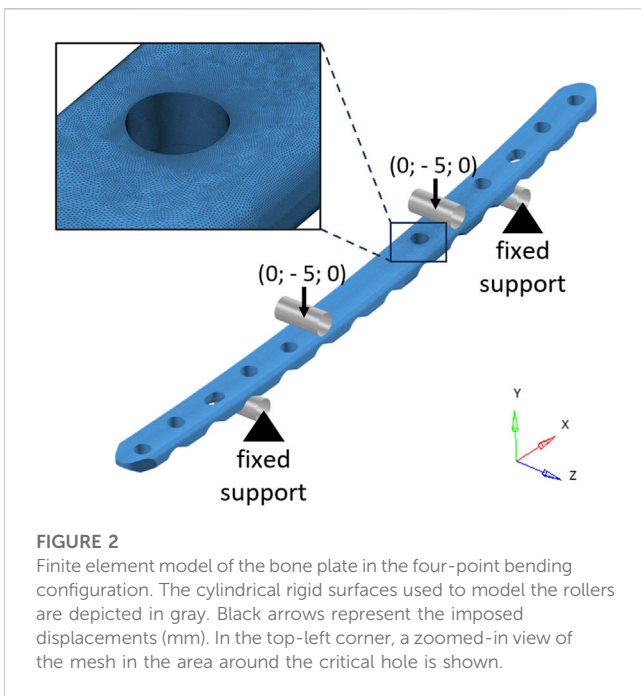 (0; - 5; 0)
fixed
support
(0; - 5; 0)
fixed
support
Y
X
Z
FIGURE 2
Finite element model of the bone plate in the four-point bending
configuration. The cylindrical rigid surfaces used to model the rollers
are depicted in gray. Black arrows represent the imposed
displacements (mm). In the top-left corner, a zoomed-in view of
the mesh in the area around the critical hole is shown.